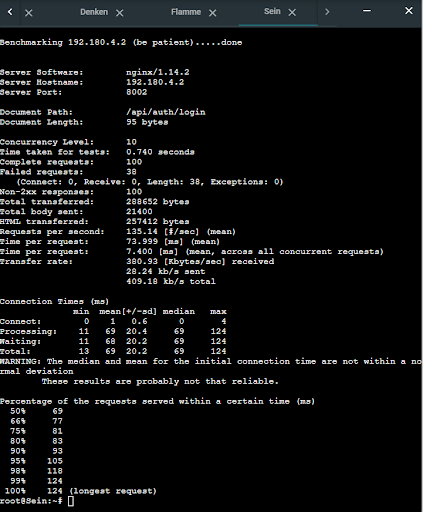 Denken Flamme Sein
Benchmarking 192.180.4.2 (be patient).....done
Server Software: nginx/1.14.2
Server Hostname: 192.180.4.2
Server Port: 8002
Document Path: /api/auth/login
Document Length: 95 bytes
Concurrency Level: 10
Time taken for tests: 0.740 seconds
Complete requests: 100
Failed requests: 38
(Connect: 0, Receive: 0, Length: 38, Exceptions: 0)
Non-2xx responses: 100
Total transferred: 288652 bytes
Total body sent: 21400
HTML transferred: 257412 bytes
Requests per second: 135.14 [#/sec] (mean)
Time per request: 73.999 [ms] (mean)
Time per request: 7.400 [ms] (mean, across all concurrent requests)
Transfer rate: 380.93 [Kbytes/sec] received
28.24 kb/s sent
409.18 kb/s total
Connection Times (ms)
min mean[+/-sd] median max
Connect: 0 1 0.6 0 4
Processing: 11 69 20.4 69 124
Waiting: 11 68 20.2 69 124
Total: 13 69 20.2 69 124
WARNING: The median and mean for the initial connection time are not within a no
rmal deviation
These results are probably not that reliable.
Percentage of the requests served within a certain time (ms)
50% 69
66% 77
75% 81
80% 83
90% 93
95% 105
98% 118
99% 124
100% 124 (longest request)
root@Sein:~#